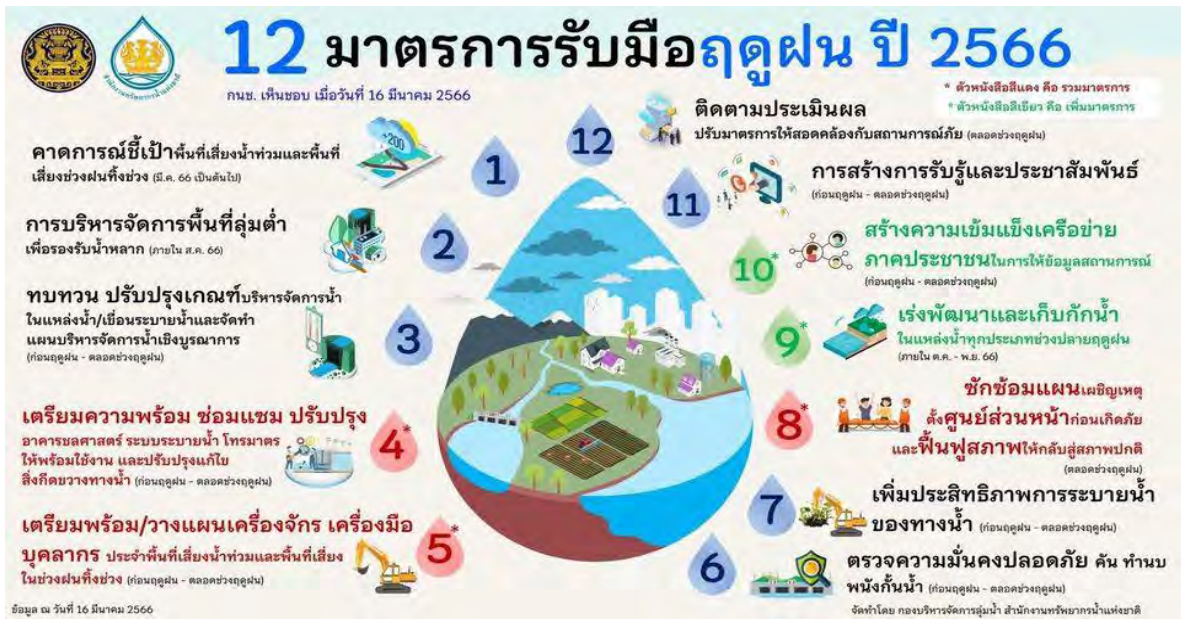 12 มาตรการรับมือฤดูฝน ปี 2566
กนช. เห็นชอบ เมื่อวันที่ 16 มีนาคม 2566
* ตัวหนังสือสีแดง คือ รวมมาตรการ
* ตัวหนังสือสีเขียว คือ เพิ่มมาตรการ
สำนักงานทรัพยากรน้ำแห่งชาติ
1
คาดการณ์ชี้เป้าพื้นที่เสี่ยงน้ำท่วมและพื้นที่
เสี่ยงช่วงฝนทิ้งช่วง (มี.ค. 66 เป็นต้นไป)
+200
2
การบริหารจัดการพื้นที่ลุ่มต่ำ
เพื่อรองรับน้ำหลาก (ภายใน ส.ค. 66)
3
ทบทวน ปรับปรุงเกณฑ์บริหารจัดการน้ำ
ในแหล่งน้ำ/เขื่อนระบายน้ำและจัดทำ
แผนบริหารจัดการน้ำเชิงบูรณาการ
(ก่อนฤดูฝน - ตลอดช่วงฤดูฝน)
4*
เตรียมความพร้อม ซ่อมแซม ปรับปรุง
อาคารชลศาสตร์ ระบบระบายน้ำ โทรมาตร
ให้พร้อมใช้งาน และปรับปรุงแก้ไข
สิ่งกีดขวางทางน้ำ (ก่อนฤดูฝน - ตลอดช่วงฤดูฝน)
5*
เตรียมพร้อม/วางแผนเครื่องจักร เครื่องมือ
บุคลากร ประจำพื้นที่เสี่ยงน้ำท่วมและพื้นที่เสี่ยง
ในช่วงฝนทิ้งช่วง (ก่อนฤดูฝน - ตลอดช่วงฤดูฝน)
6
ตรวจความมั่นคงปลอดภัย คัน ทำนบ
พนังกั้นน้ำ (ก่อนฤดูฝน - ตลอดช่วงฤดูฝน)
7
เพิ่มประสิทธิภาพการระบายน้ำ
ของทางน้ำ (ก่อนฤดูฝน - ตลอดช่วงฤดูฝน)
8*
ซักซ้อมแผนเผชิญเหตุ
ตั้งศูนย์ส่วนหน้าก่อนเกิดภัย
และฟื้นฟูสภาพให้กลับสู่สภาพปกติ
(ตลอดช่วงฤดูฝน)
9*
เร่งพัฒนาและเก็บกักน้ำ
ในแหล่งน้ำทุกประเภทช่วงปลายฤดูฝน
(ภายใน ต.ค. - พ.ย. 66)
10*
สร้างความเข้มแข็งเครือข่าย
ภาคประชาชนในการให้ข้อมูลสถานการณ์
(ก่อนฤดูฝน - ตลอดช่วงฤดูฝน)
11
การสร้างการรับรู้และประชาสัมพันธ์
(ก่อนฤดูฝน - ตลอดช่วงฤดูฝน)
12
ติดตามประเมินผล
ปรับมาตรการให้สอดคล้องกับสถานการณ์ภัย (ตลอดช่วงฤดูฝน)
ข้อมูล ณ วันที่ 16 มีนาคม 2566
จัดทำโดย กองบริหารจัดการลุ่มน้ำ สำนักงานทรัพยากรน้ำแห่งชาติ